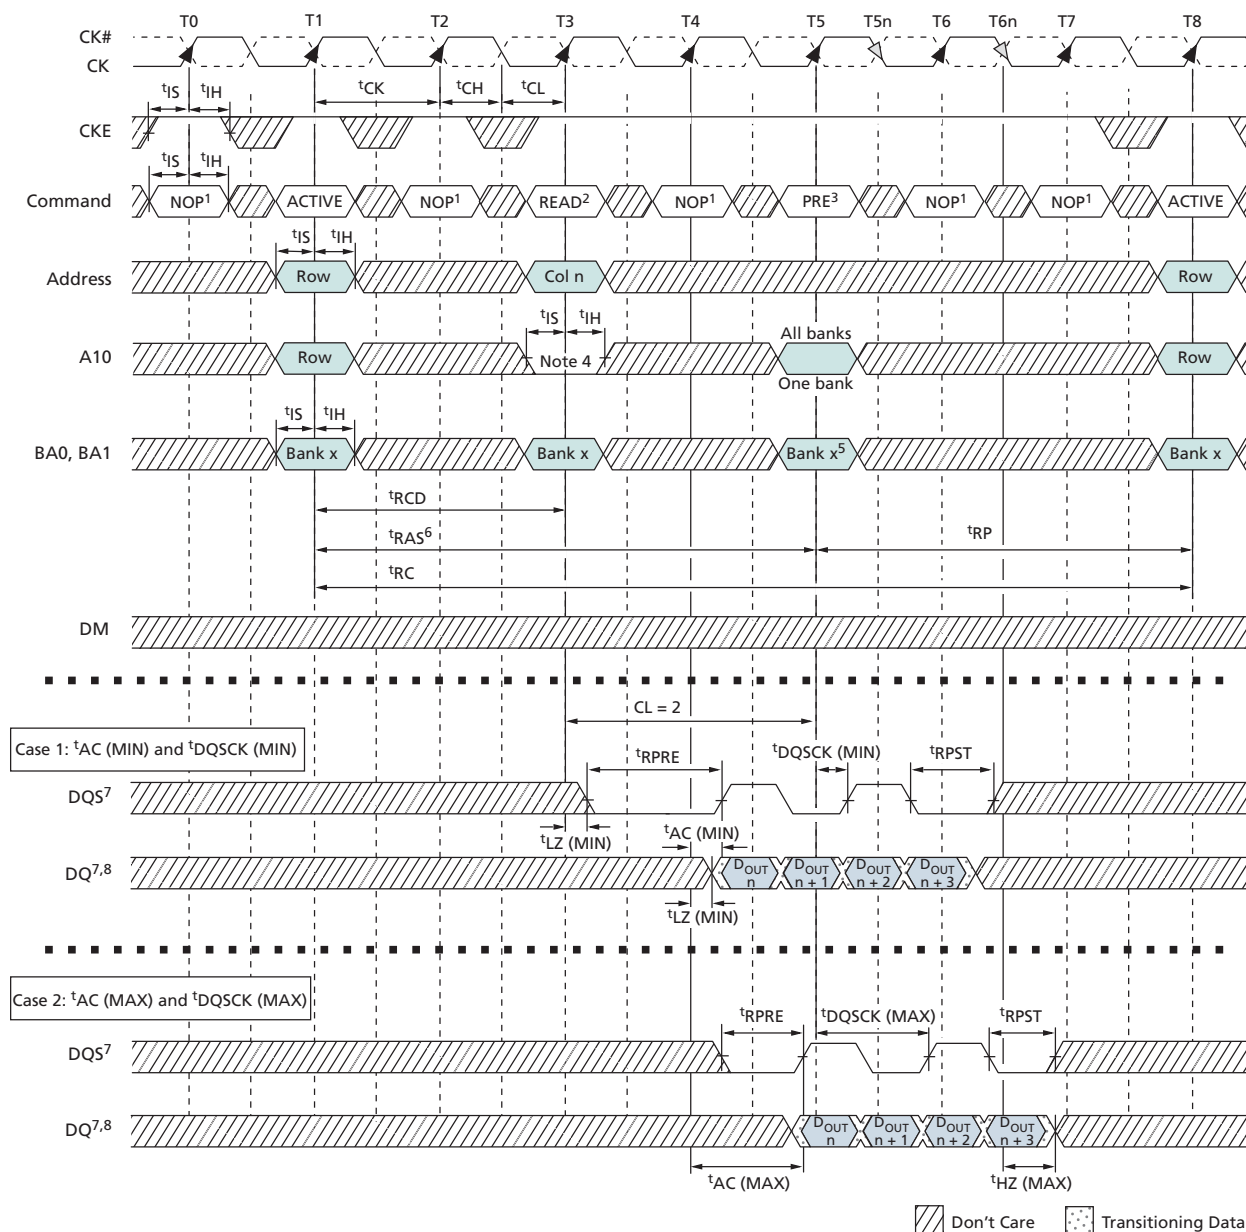 T0 T1 T2 T3 T4 T5 T5n T6 T6n T7 T8
CK#
CK
tIS tIH tCK tCH tCL
CKE
tIS tIH
Command NOP1 ACTIVE NOP1 READ2 NOP1 PRE3 NOP1 NOP1 ACTIVE
tIS tIH
Address Row Col n Row
tIS tIH All banks
A10 Row Note 4 Row
One bank
tIS tIH
BA0, BA1 Bank x Bank x Bank x5 Bank x
tRCD
tRAS6 tRP
tRC
DM
CL = 2
Case 1: tAC (MIN) and tDQSCK (MIN)
tRPRE tDQSCK (MIN) tRPST
DQS7
tLZ (MIN) tAC (MIN)
DQ7,8 DOUT n DOUT n + 1 DOUT n + 2 DOUT n + 3
tLZ (MIN)
Case 2: tAC (MAX) and tDQSCK (MAX)
tRPRE tDQSCK (MAX) tRPST
DQS7
DQ7,8 DOUT n DOUT n + 1 DOUT n + 2 DOUT n + 3
tAC (MAX) tHZ (MAX)
Don't Care Transitioning Data